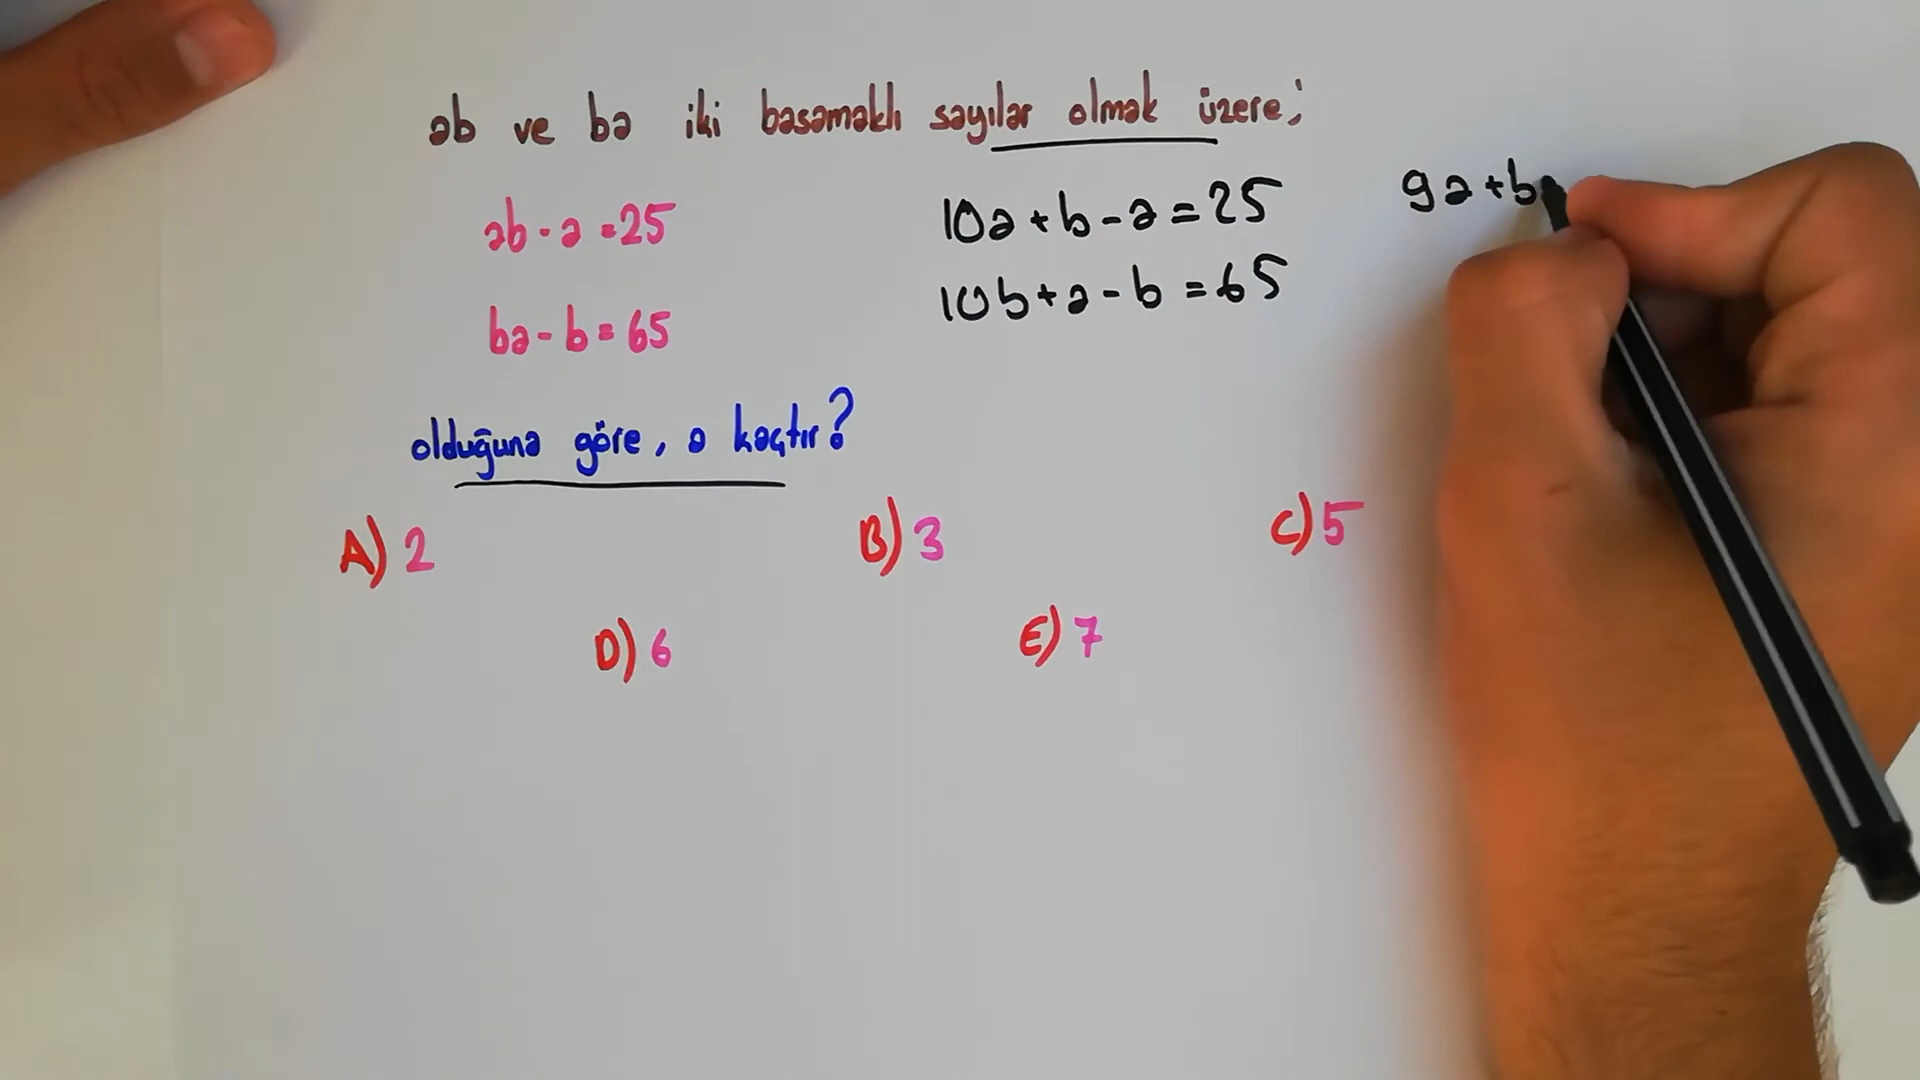 ab ve ba iki basamaklı sayılar olmak üzere;
ab - a = 25
ba - b = 65
10a + b - a = 25
10b + a - b = 65
9a + b
olduğuna göre, a kaçtır?
A) 2
B) 3
C) 5
D) 6
E) 7